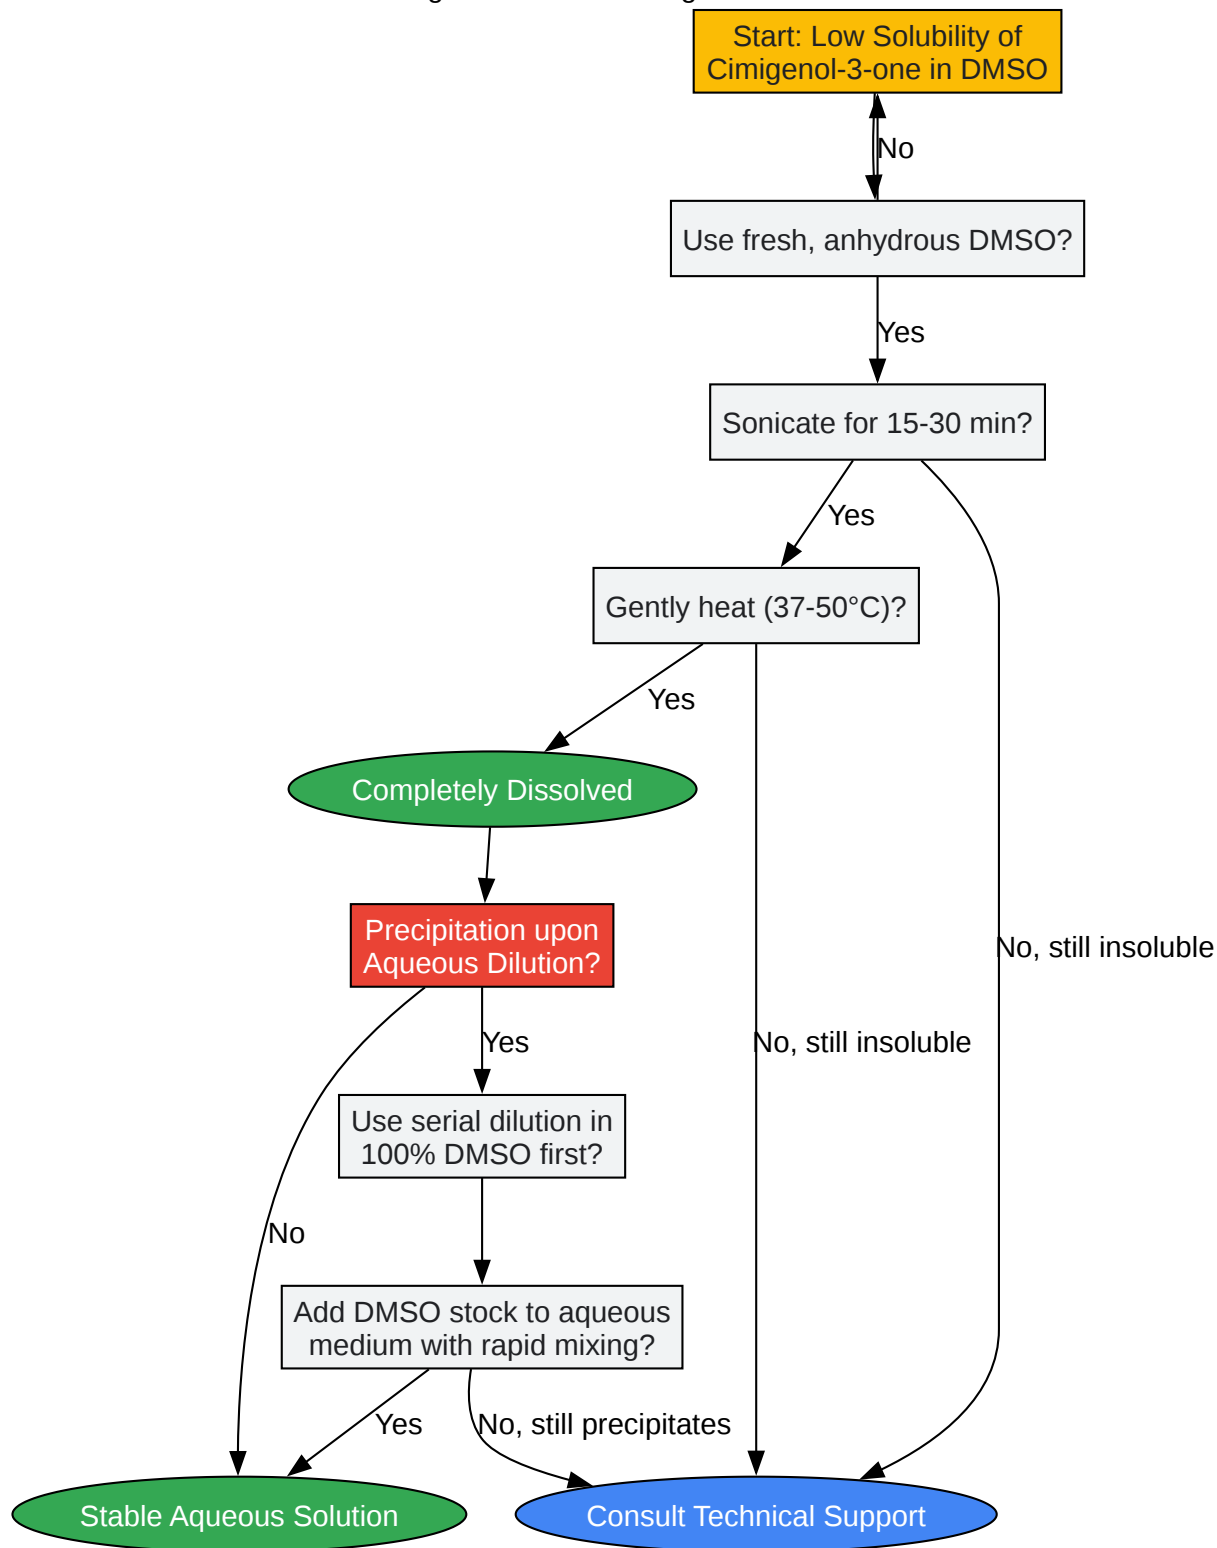 Start: Low Solubility of
Cimigenol-3-one in DMSO
No
Use fresh, anhydrous DMSO?
Yes
Sonicate for 15-30 min?
Yes
Gently heat (37-50°C)?
Yes
Completely Dissolved
Precipitation upon
Aqueous Dilution?
No, still insoluble
Yes
No, still insoluble
Use serial dilution in
100% DMSO first?
No
Add DMSO stock to aqueous
medium with rapid mixing?
Yes
No, still precipitates
Stable Aqueous Solution
Consult Technical Support